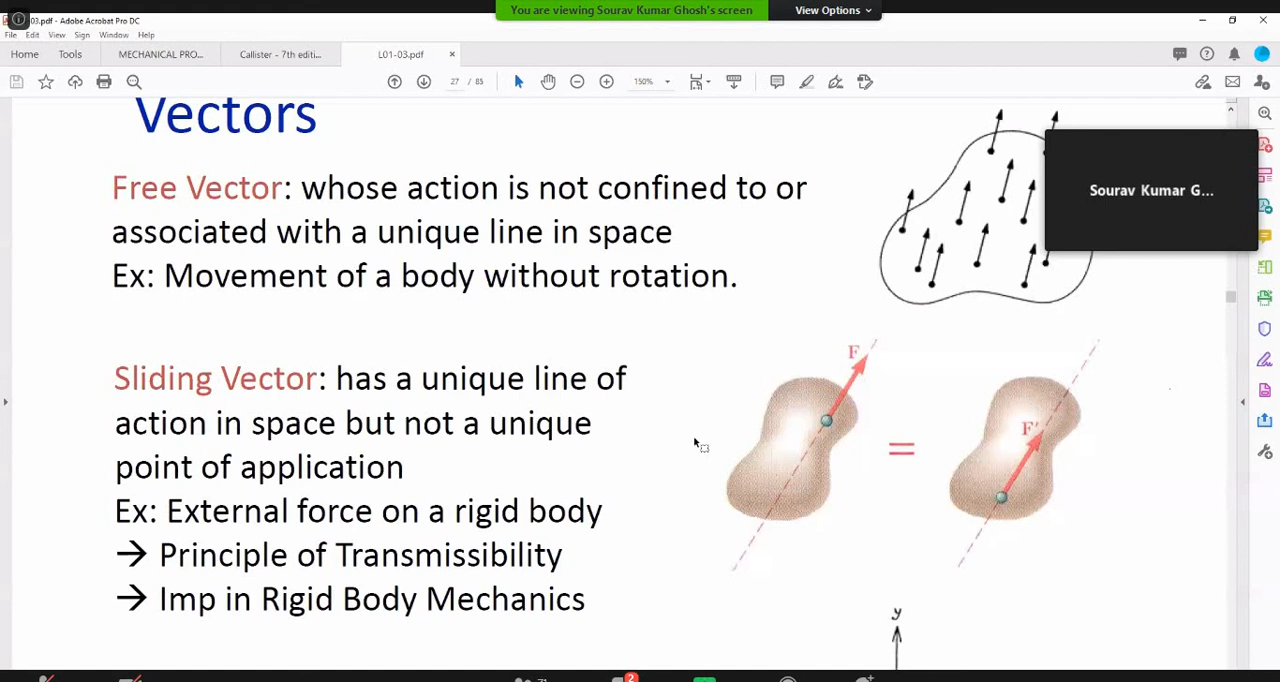 You are viewing Sourav Kumar Ghosh's screen
View Options
03.pdf - Adobe Acrobat Pro DC
File Edit View Sign Window Help
Home Tools MECHANICAL PRO... Callister - 7th editi... L01-03.pdf ×
27 / 85 150%
Vectors
Free Vector: whose action is not confined to or
associated with a unique line in space
Ex: Movement of a body without rotation.
Sourav Kumar G...
Sliding Vector: has a unique line of
action in space but not a unique
point of application
Ex: External force on a rigid body
→ Principle of Transmissibility
→ Imp in Rigid Body Mechanics
F
=
F'
y
2